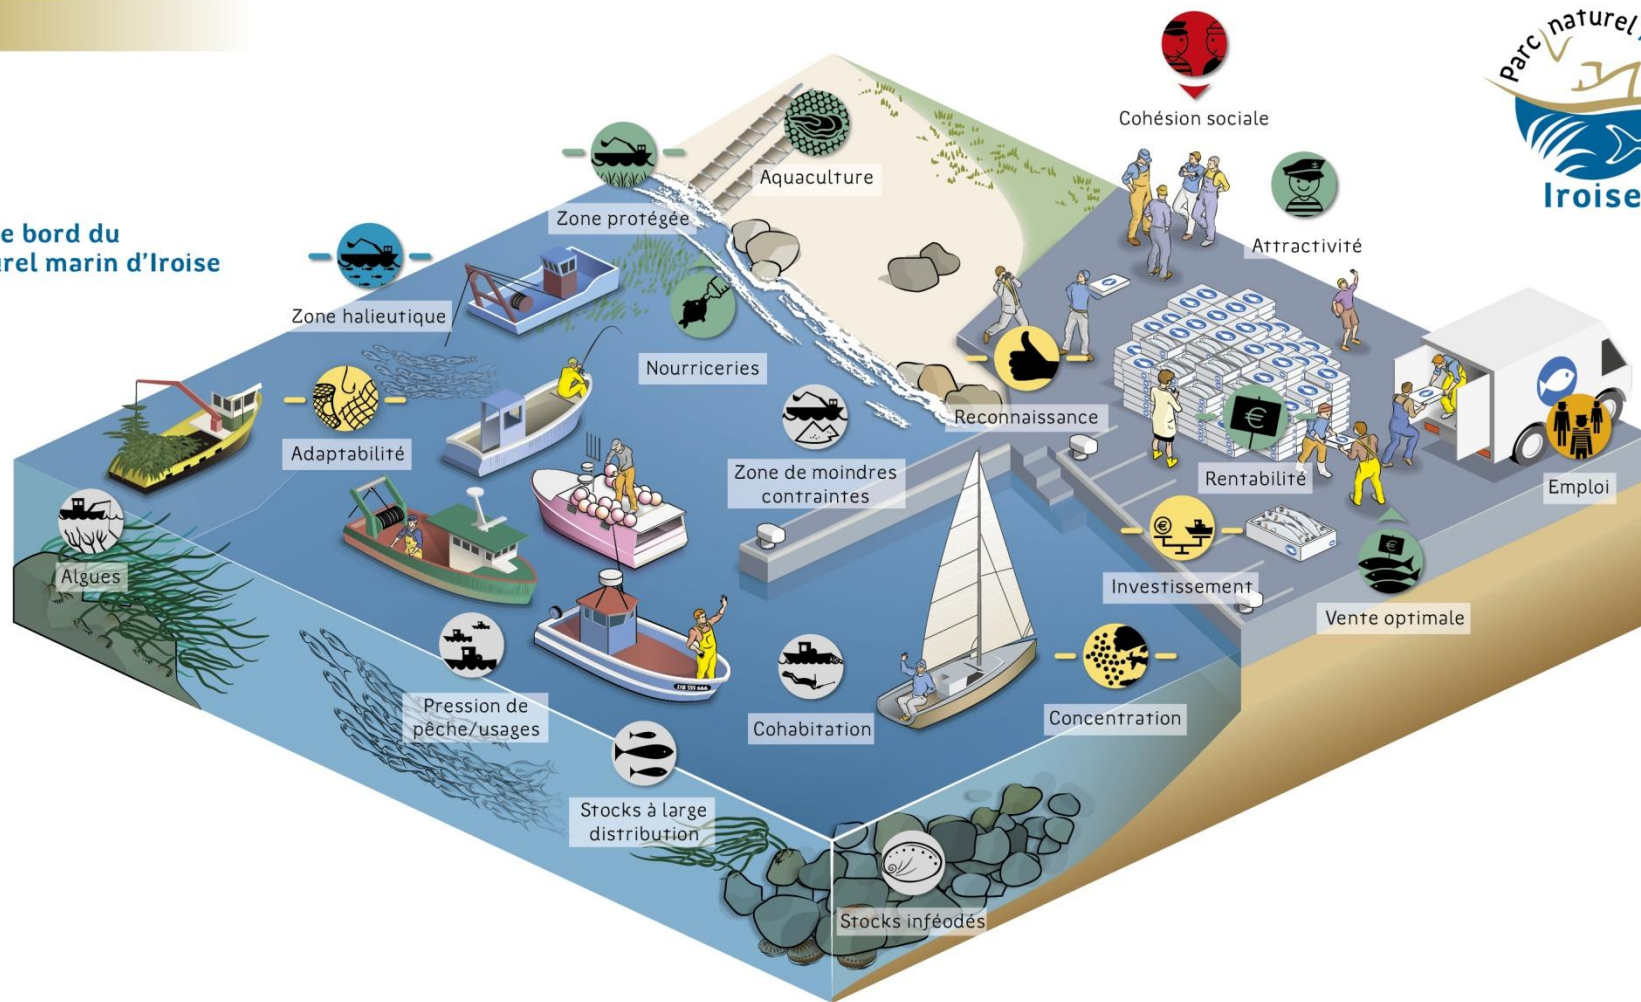 Parc naturel
Iroise
e bord du
urel marin d'Iroise
Cohésion sociale
Aquaculture
Zone protégée
Attractivité
Zone halieutique
Nourriceries
Reconnaissance
Adaptabilité
Zone de moindres
contraintes
Rentabilité
Emploi
Algues
Investissement
Vente optimale
Pression de
pêche/usages
Cohabitation
Concentration
Stocks à large
distribution
Stocks inféodés